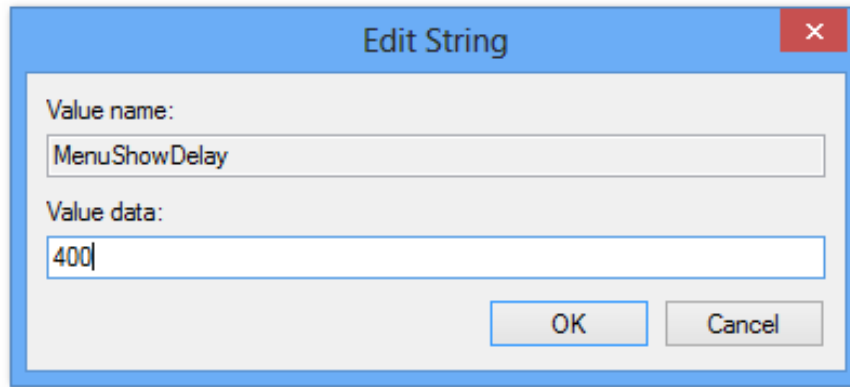 Edit String
Value name:
MenuShowDelay
Value data:
400
OK Cancel